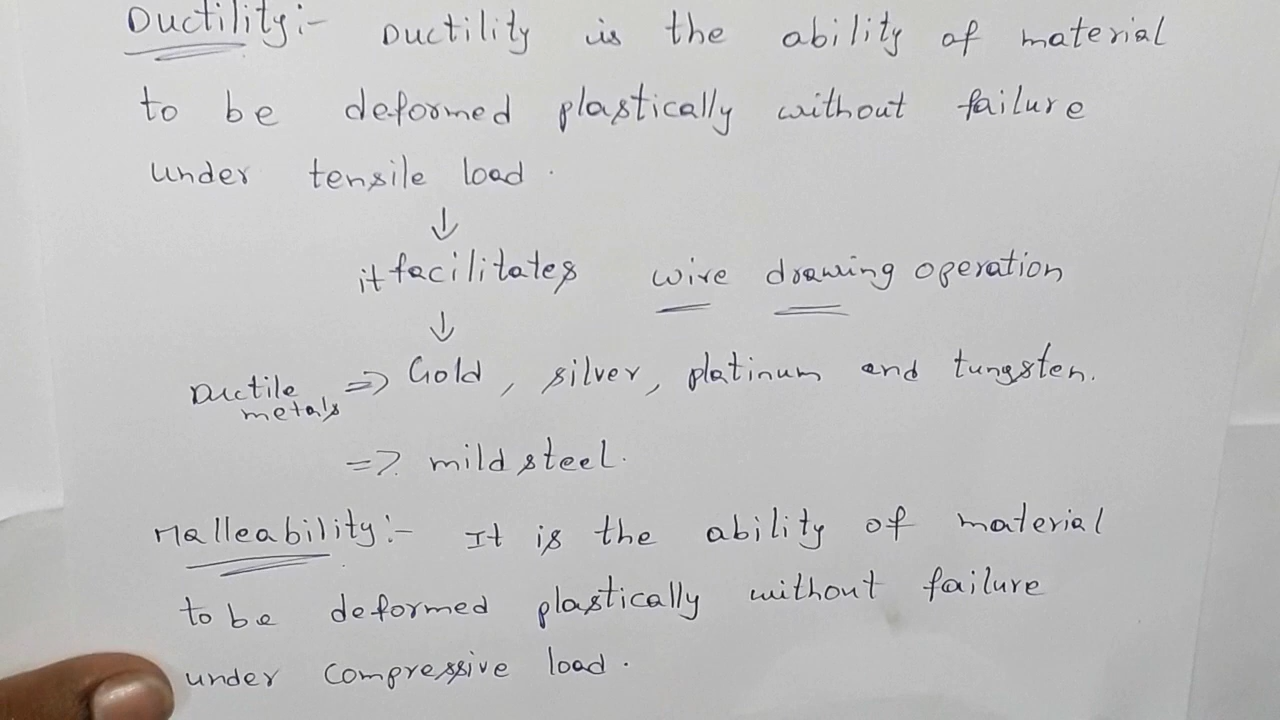 Ductility:- Ductility is the ability of material
to be deformed plastically without failure
under tensile load.
↓
it facilitates wire drawing operation
↓
Ductile metals => Gold, silver, platinum and tungsten.
=> mild steel.
Malleability:- It is the ability of material
to be deformed plastically without failure
under compressive load.